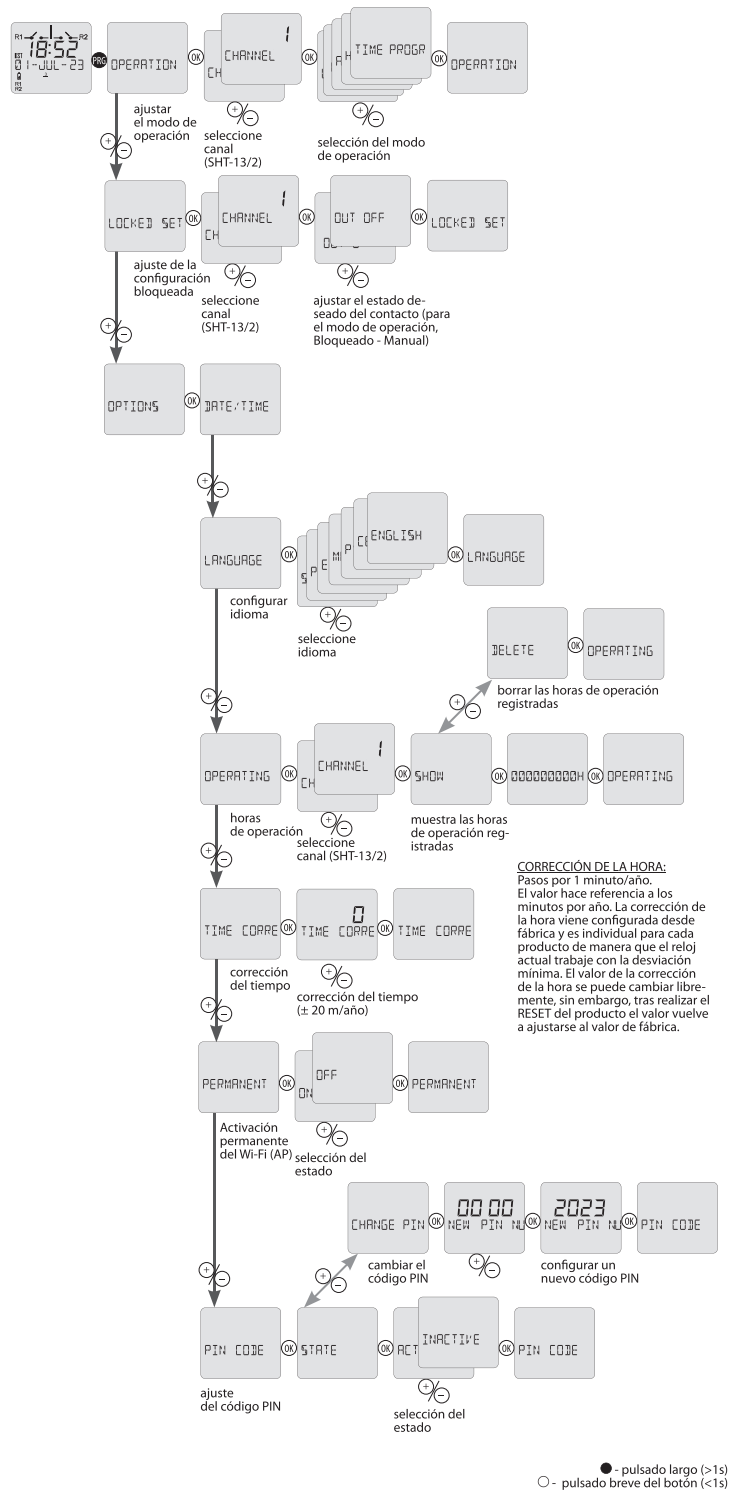 R1 R2
18:52
1-JUL-23
PRG
OPERATION
OK
CHANNEL 1
OK
TIME PROGR
OK
OPERATION
ajustar
el modo de
operación
seleccione
canal
(SHT-13/2)
selección del modo
de operación
LOCKED SET
OK
CHANNEL 1
OK
OUT OFF
OK
LOCKED SET
ajuste de la
configuración
bloqueada
seleccione
canal
(SHT-13/2)
ajustar el estado de-
seado del contacto (para
el modo de operación,
Bloqueado - Manual)
OPTIONS
OK
DATE/TIME
LANGUAGE
OK
ENGLISH
OK
LANGUAGE
configurar
idioma
seleccione
idioma
DELETE
OK
OPERATING
borrar las horas de operación
registradas
OPERATING
OK
CHANNEL 1
OK
SHOW
OK
000000000H
OK
OPERATING
horas
de operación
seleccione
canal (SHT-13/2)
muestra las horas
de operación reg-
istradas
CORRECCIÓN DE LA HORA:
Pasos por 1 minuto/año.
El valor hace referencia a los
minutos por año. La corrección de
la hora viene configurada desde
fábrica y es individual para cada
producto de manera que el reloj
actual trabaje con la desviación
mínima. El valor de la corrección
de la hora se puede cambiar libre-
mente, sin embargo, tras realizar el
RESET del producto el valor vuelve
a ajustarse al valor de fábrica.
TIME CORRE
OK
0
TIME CORRE
OK
TIME CORRE
corrección
del tiempo
corrección del tiempo
(± 20 m/año)
PERMANENT
OK
OFF
ON
OK
PERMANENT
Activación
permanente
del Wi-Fi (AP)
selección del
estado
CHANGE PIN
OK
00 00
NEW PIN NU
OK
2023
NEW PIN NU
OK
PIN CODE
cambiar el
código PIN
configurar un
nuevo código PIN
PIN CODE
OK
STATE
OK
ACT
INACTIVE
OK
PIN CODE
ajuste
del código PIN
selección del
estado
- pulsado largo (>1s)
- pulsado breve del botón (<1s)